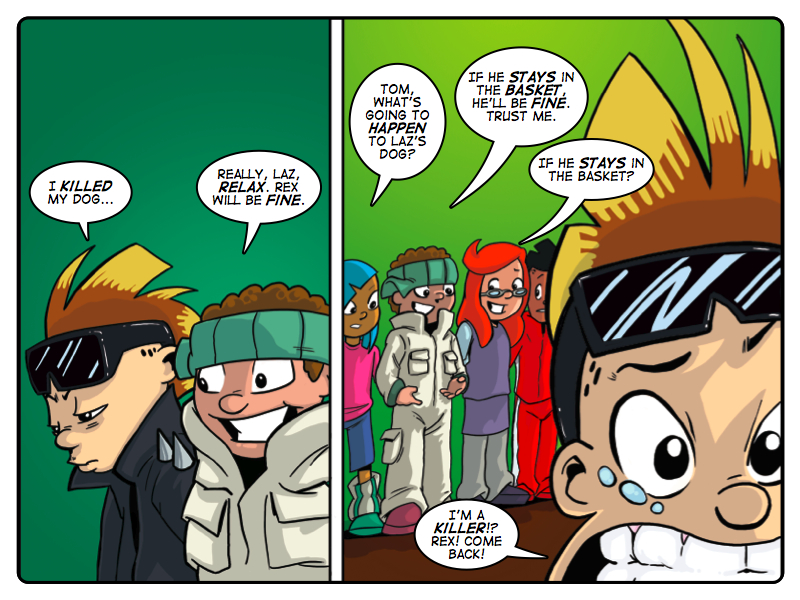 I KILLED
MY DOG...
REALLY, LAZ,
RELAX. REX
WILL BE FINE.
TOM,
WHAT'S
GOING TO
HAPPEN
TO LAZ'S
DOG?
IF HE STAYS IN
THE BASKET,
HE'LL BE FINE.
TRUST ME.
IF HE STAYS IN
THE BASKET?
I'M A
KILLER!?
REX! COME
BACK!